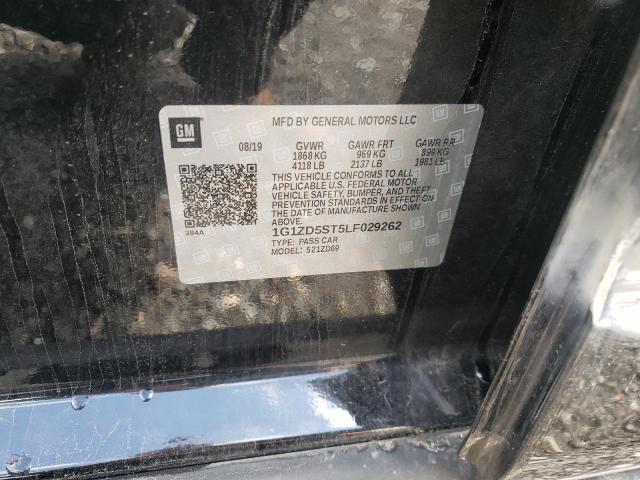 MFD BY GENERAL MOTORS LLC
GM
08/19 GVWR GAWR FRT GAWR RR
1868 KG 969 KG 899 KG
4118 LB 2137 LB 1981 LB
THIS VEHICLE CONFORMS TO ALL
APPLICABLE U.S. FEDERAL MOTOR
VEHICLE SAFETY, BUMPER, AND THEFT
PREVENTION STANDARDS IN EFFECT
ON THE DATE OF MANUFACTURE SHOWN
ABOVE.
384A
1G1ZD5ST5LF029262
TYPE: PASS CAR
MODEL: 521ZD69